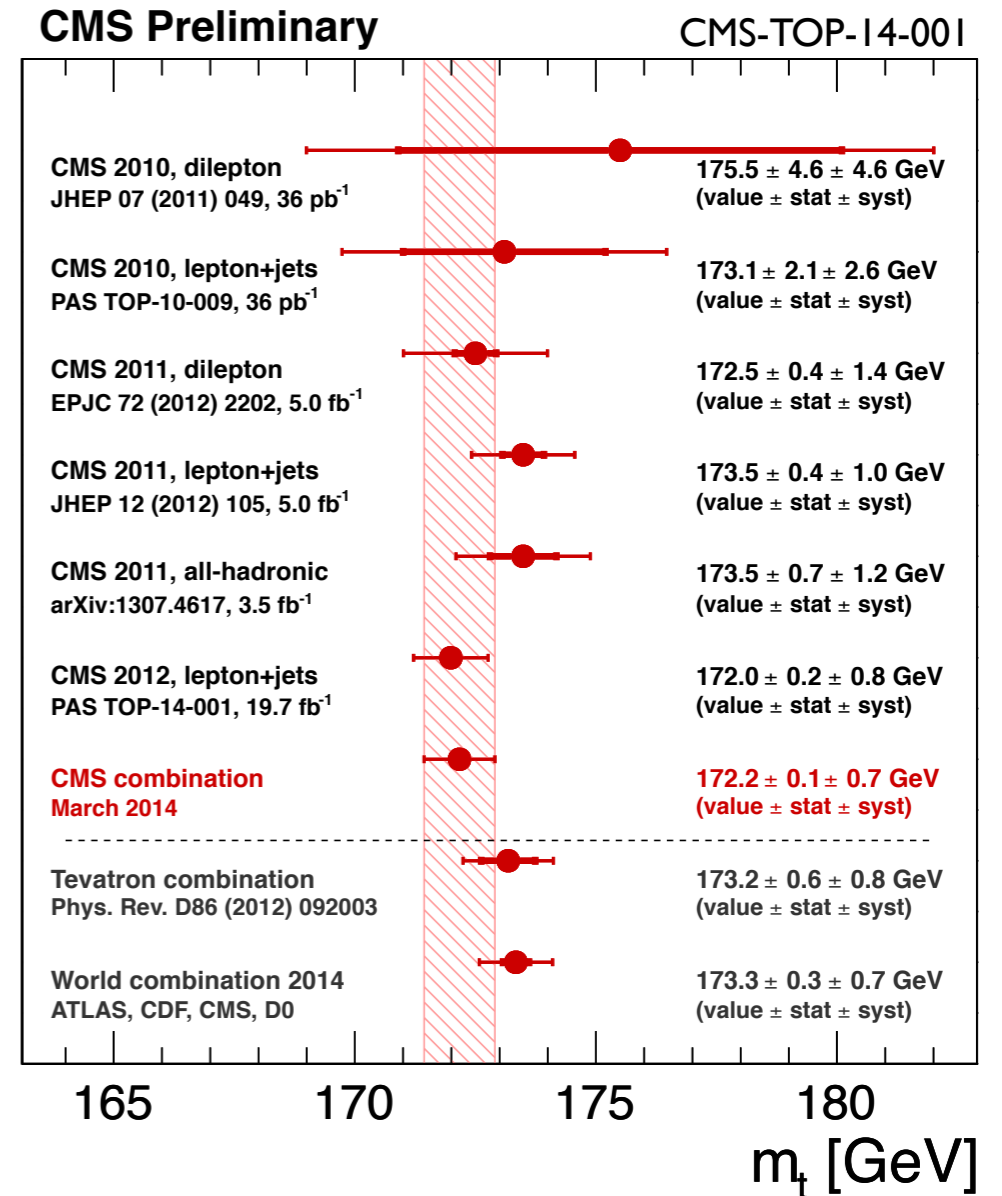 CMS Preliminary CMS-TOP-14-001
CMS 2010, dilepton 175.5 ± 4.6 ± 4.6 GeV
JHEP 07 (2011) 049, 36 pb⁻¹ (value ± stat ± syst)
CMS 2010, lepton+jets 173.1 ± 2.1 ± 2.6 GeV
PAS TOP-10-009, 36 pb⁻¹ (value ± stat ± syst)
CMS 2011, dilepton 172.5 ± 0.4 ± 1.4 GeV
EPJC 72 (2012) 2202, 5.0 fb⁻¹ (value ± stat ± syst)
CMS 2011, lepton+jets 173.5 ± 0.4 ± 1.0 GeV
JHEP 12 (2012) 105, 5.0 fb⁻¹ (value ± stat ± syst)
CMS 2011, all-hadronic 173.5 ± 0.7 ± 1.2 GeV
arXiv:1307.4617, 3.5 fb⁻¹ (value ± stat ± syst)
CMS 2012, lepton+jets 172.0 ± 0.2 ± 0.8 GeV
PAS TOP-14-001, 19.7 fb⁻¹ (value ± stat ± syst)
CMS combination 172.2 ± 0.1 ± 0.7 GeV
March 2014 (value ± stat ± syst)
Tevatron combination 173.2 ± 0.6 ± 0.8 GeV
Phys. Rev. D86 (2012) 092003 (value ± stat ± syst)
World combination 2014 173.3 ± 0.3 ± 0.7 GeV
ATLAS, CDF, CMS, D0 (value ± stat ± syst)
165 170 175 180
mₜ [GeV]